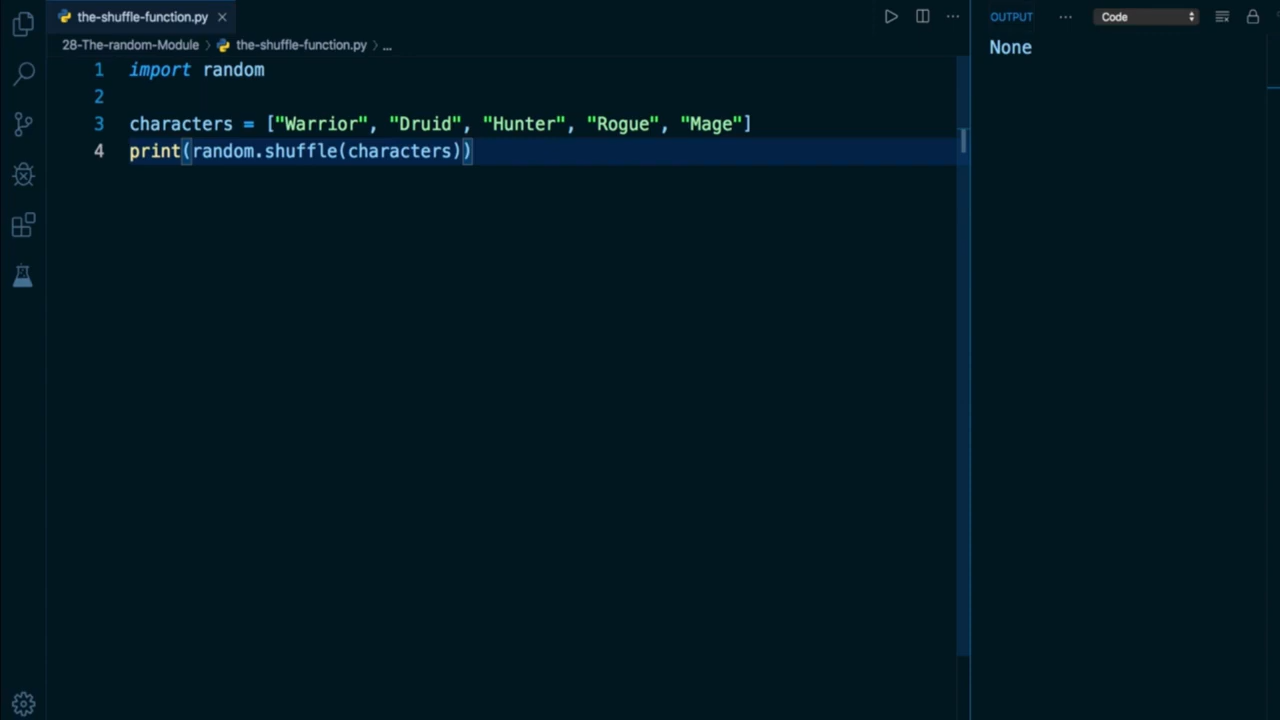 the-shuffle-function.py
OUTPUT
Code
28-The-random-Module > the-shuffle-function.py > ...
None
1 import random
2
3 characters = ["Warrior", "Druid", "Hunter", "Rogue", "Mage"]
4 print(random.shuffle(characters))